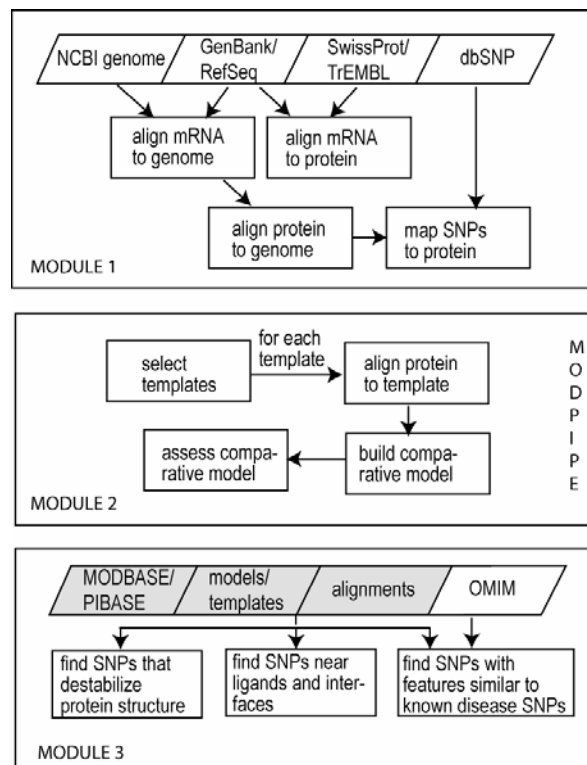 NCBI genome
GenBank/
RefSeq
SwissProt/
TrEMBL
dbSNP
align mRNA
to genome
align mRNA
to protein
align protein
to genome
map SNPs
to protein
MODULE 1
select
templates
for each
template
align protein
to template
assess compa-
rative model
build compa-
rative model
MODULE 2
M
O
D
P
I
P
E
MODBASE/
PIBASE
models/
templates
alignments
OMIM
find SNPs that
destabilize
protein structure
find SNPs near
ligands and inter-
faces
find SNPs with
features similar to
known disease SNPs
MODULE 3